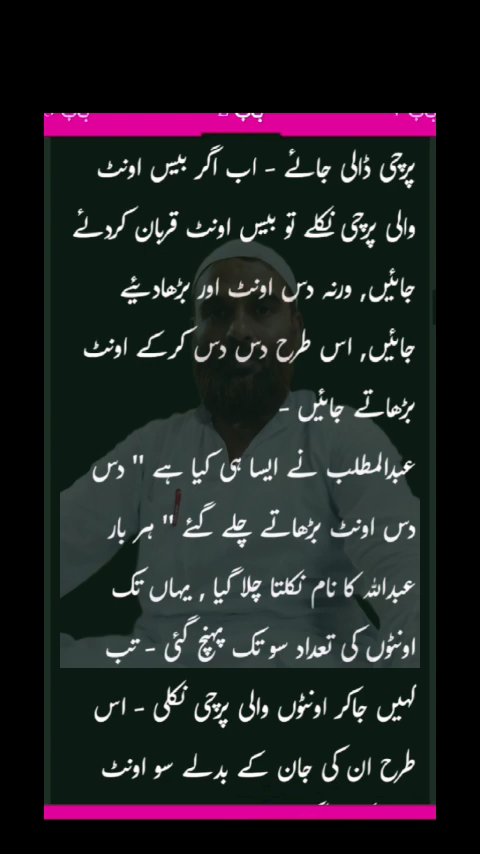 پرچی ڈالی جائے - اب اگر بیس اونٹ
والی پرچی نکلے تو بیس اونٹ قربان کردئے
جائیں, ورنہ دس اونٹ اور بڑھادئیے
جائیں, اس طرح دس دس کرکے اونٹ
بڑھاتے جائیں -
عبدالمطلب نے ایسا ہی کیا ہے " دس
دس اونٹ بڑھاتے چلے گئے " ہر بار
عبداللہ کا نام نکلتا چلا گیا , یہاں تک
اونٹوں کی تعداد سو تک پہنچ گئی - تب
کہیں جاکر اونٹوں والی پرچی نکلی - اس
طرح ان کی جان کے بدلے سو اونٹ